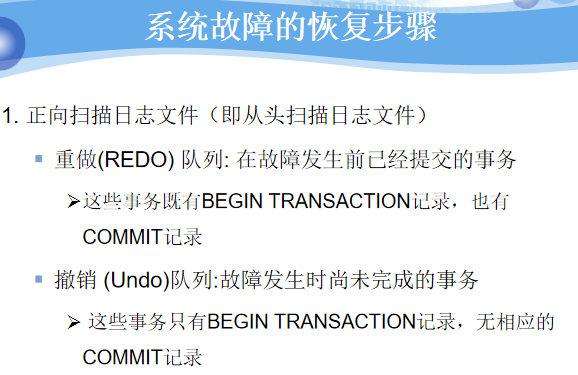 系统故障的恢复步骤
1. 正向扫描日志文件（即从头扫描日志文件）
重做(REDO) 队列: 在故障发生前已经提交的事务
这些事务既有BEGIN TRANSACTION记录，也有
COMMIT记录
撤销 (Undo)队列:故障发生时尚未完成的事务
这些事务只有BEGIN TRANSACTION记录，无相应的
COMMIT记录